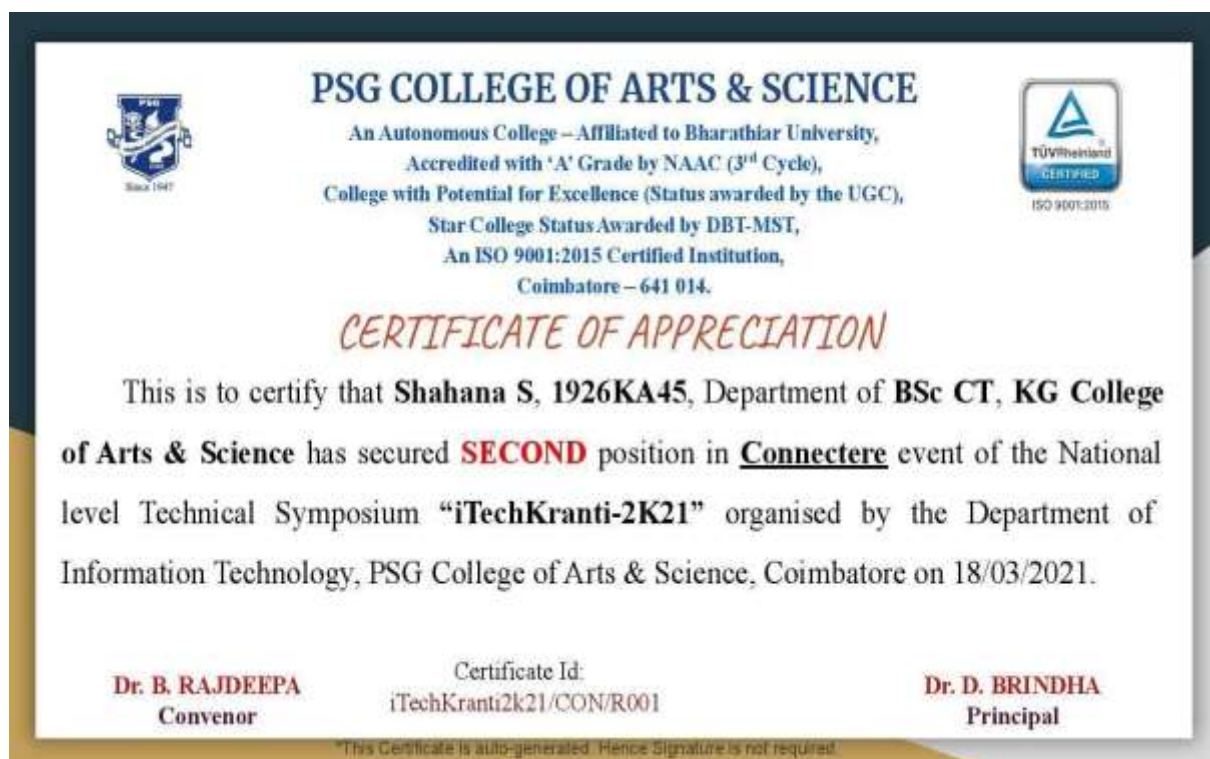 PSG COLLEGE OF ARTS & SCIENCE
An Autonomous College – Affiliated to Bharathiar University,
Accredited with ‘A’ Grade by NAAC (3rd Cycle),
College with Potential for Excellence (Status awarded by the UGC),
Star College Status Awarded by DBT-MST,
An ISO 9001:2015 Certified Institution,
Coimbatore – 641 014.
PSG
Since 1947
TÜVRheinland
CERTIFIED
ISO 9001:2015
CERTIFICATE OF APPRECIATION
This is to certify that Shahana S, 1926KA45, Department of BSc CT, KG College
of Arts & Science has secured SECOND position in Connectere event of the National
level Technical Symposium “iTechKranti-2K21” organised by the Department of
Information Technology, PSG College of Arts & Science, Coimbatore on 18/03/2021.
Dr. B. RAJDEEPA
Convenor
Certificate Id:
iTechKranti2k21/CON/R001
Dr. D. BRINDHA
Principal
*This Certificate is auto-generated. Hence Signature is not required.